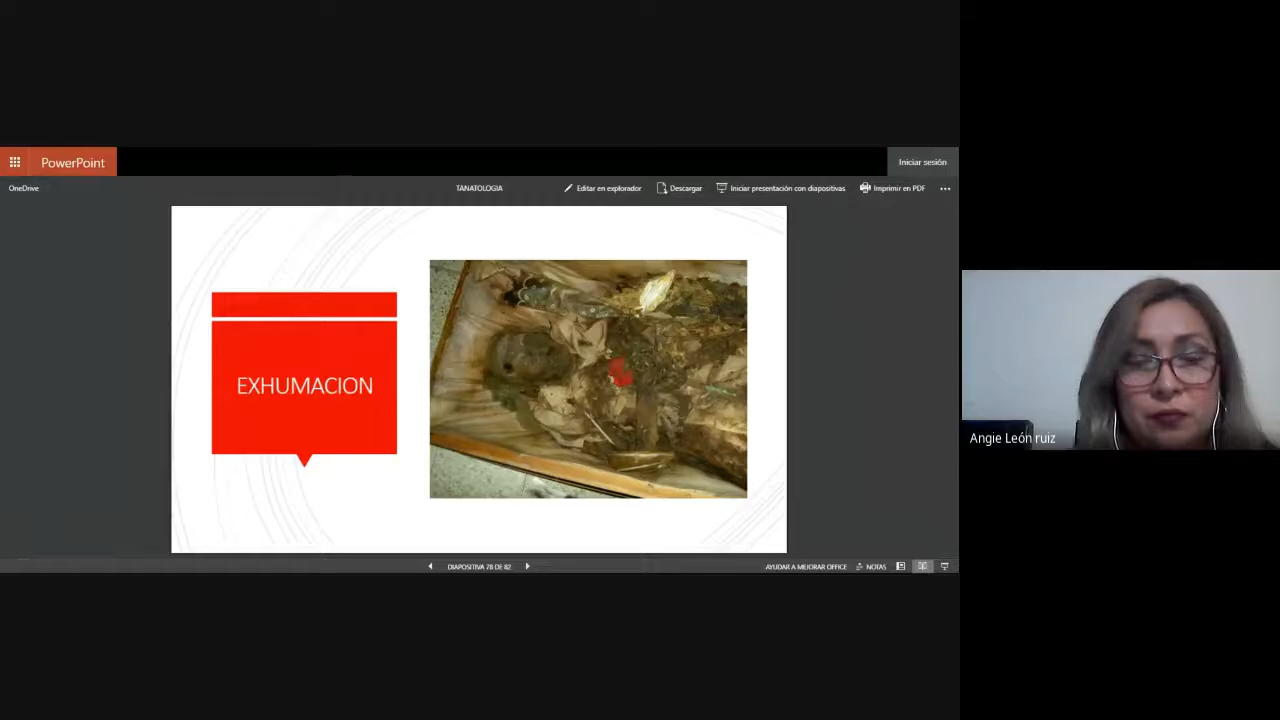 PowerPoint
Iniciar sesión
OneDrive
TANATOLOGIA
Editar en explorador
Descargar
Iniciar presentación con diapositivas
Imprimir en PDF
EXHUMACION
Angie León ruiz
DIAPOSITIVA 78 DE 82
AYUDAR A MEJORAR OFFICE
NOTAS